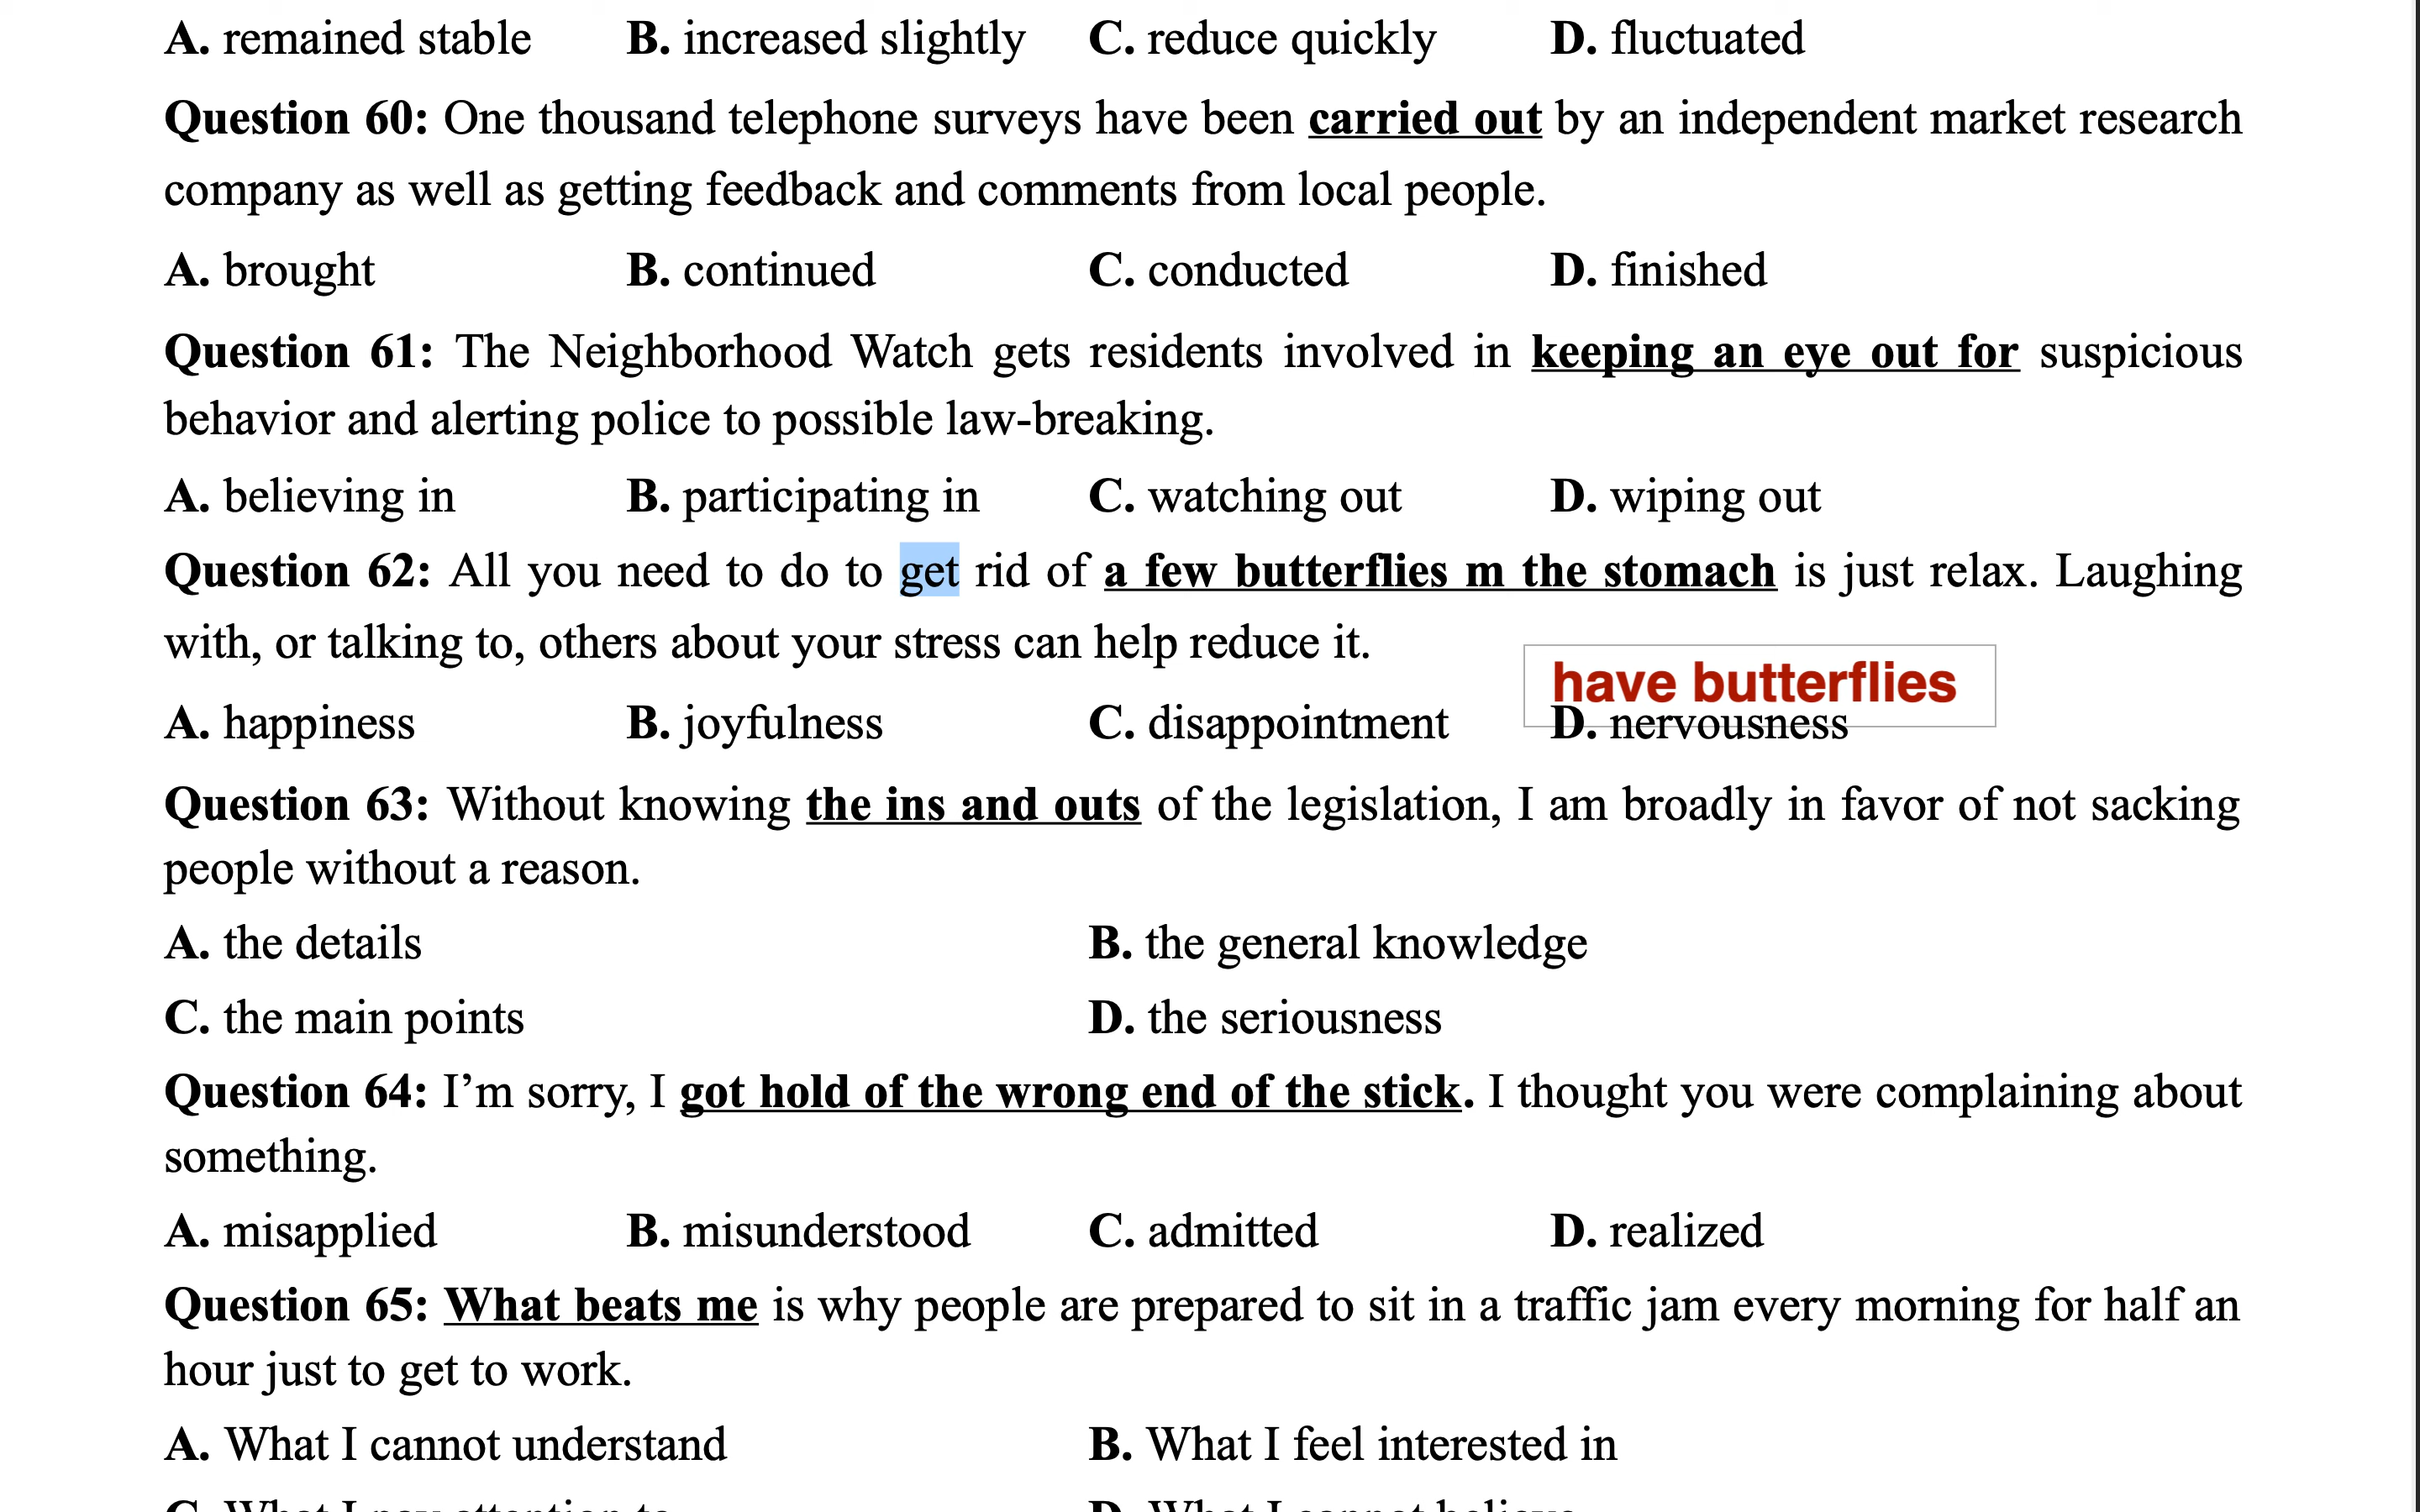 A. remained stable B. increased slightly C. reduce quickly D. fluctuated
Question 60: One thousand telephone surveys have been carried out by an independent market research
company as well as getting feedback and comments from local people.
A. brought B. continued C. conducted D. finished
Question 61: The Neighborhood Watch gets residents involved in keeping an eye out for suspicious
behavior and alerting police to possible law-breaking.
A. believing in B. participating in C. watching out D. wiping out
Question 62: All you need to do to get rid of a few butterflies m the stomach is just relax. Laughing
with, or talking to, others about your stress can help reduce it.
have butterflies
A. happiness B. joyfulness C. disappointment D. nervousness
Question 63: Without knowing the ins and outs of the legislation, I am broadly in favor of not sacking
people without a reason.
A. the details B. the general knowledge
C. the main points D. the seriousness
Question 64: I’m sorry, I got hold of the wrong end of the stick. I thought you were complaining about
something.
A. misapplied B. misunderstood C. admitted D. realized
Question 65: What beats me is why people are prepared to sit in a traffic jam every morning for half an
hour just to get to work.
A. What I cannot understand B. What I feel interested in
C. What I pay attention to D. What I cannot believe